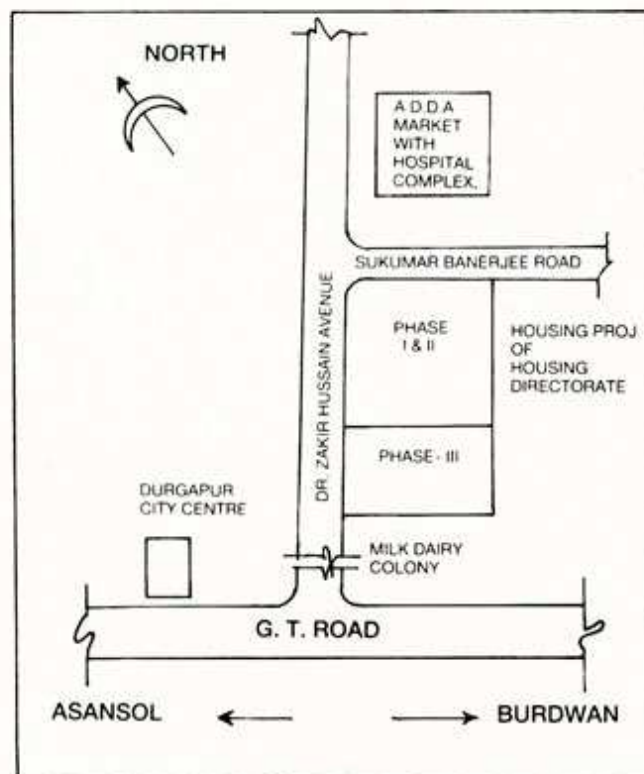 NORTH
A.D.D.A
MARKET
WITH
HOSPITAL
COMPLEX.
SUKUMAR BANERJEE ROAD
DR. ZAKIR HUSSAIN AVENUE
PHASE
I & II
HOUSING PROJ
OF
HOUSING
DIRECTORATE
PHASE - III
DURGAPUR
CITY CENTRE
MILK DAIRY
COLONY
G. T. ROAD
ASANSOL
BURDWAN